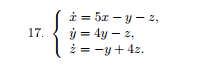 17. { ẋ = 5x − y − z,
ẏ = 4y − z,
ż = −y + 4z.